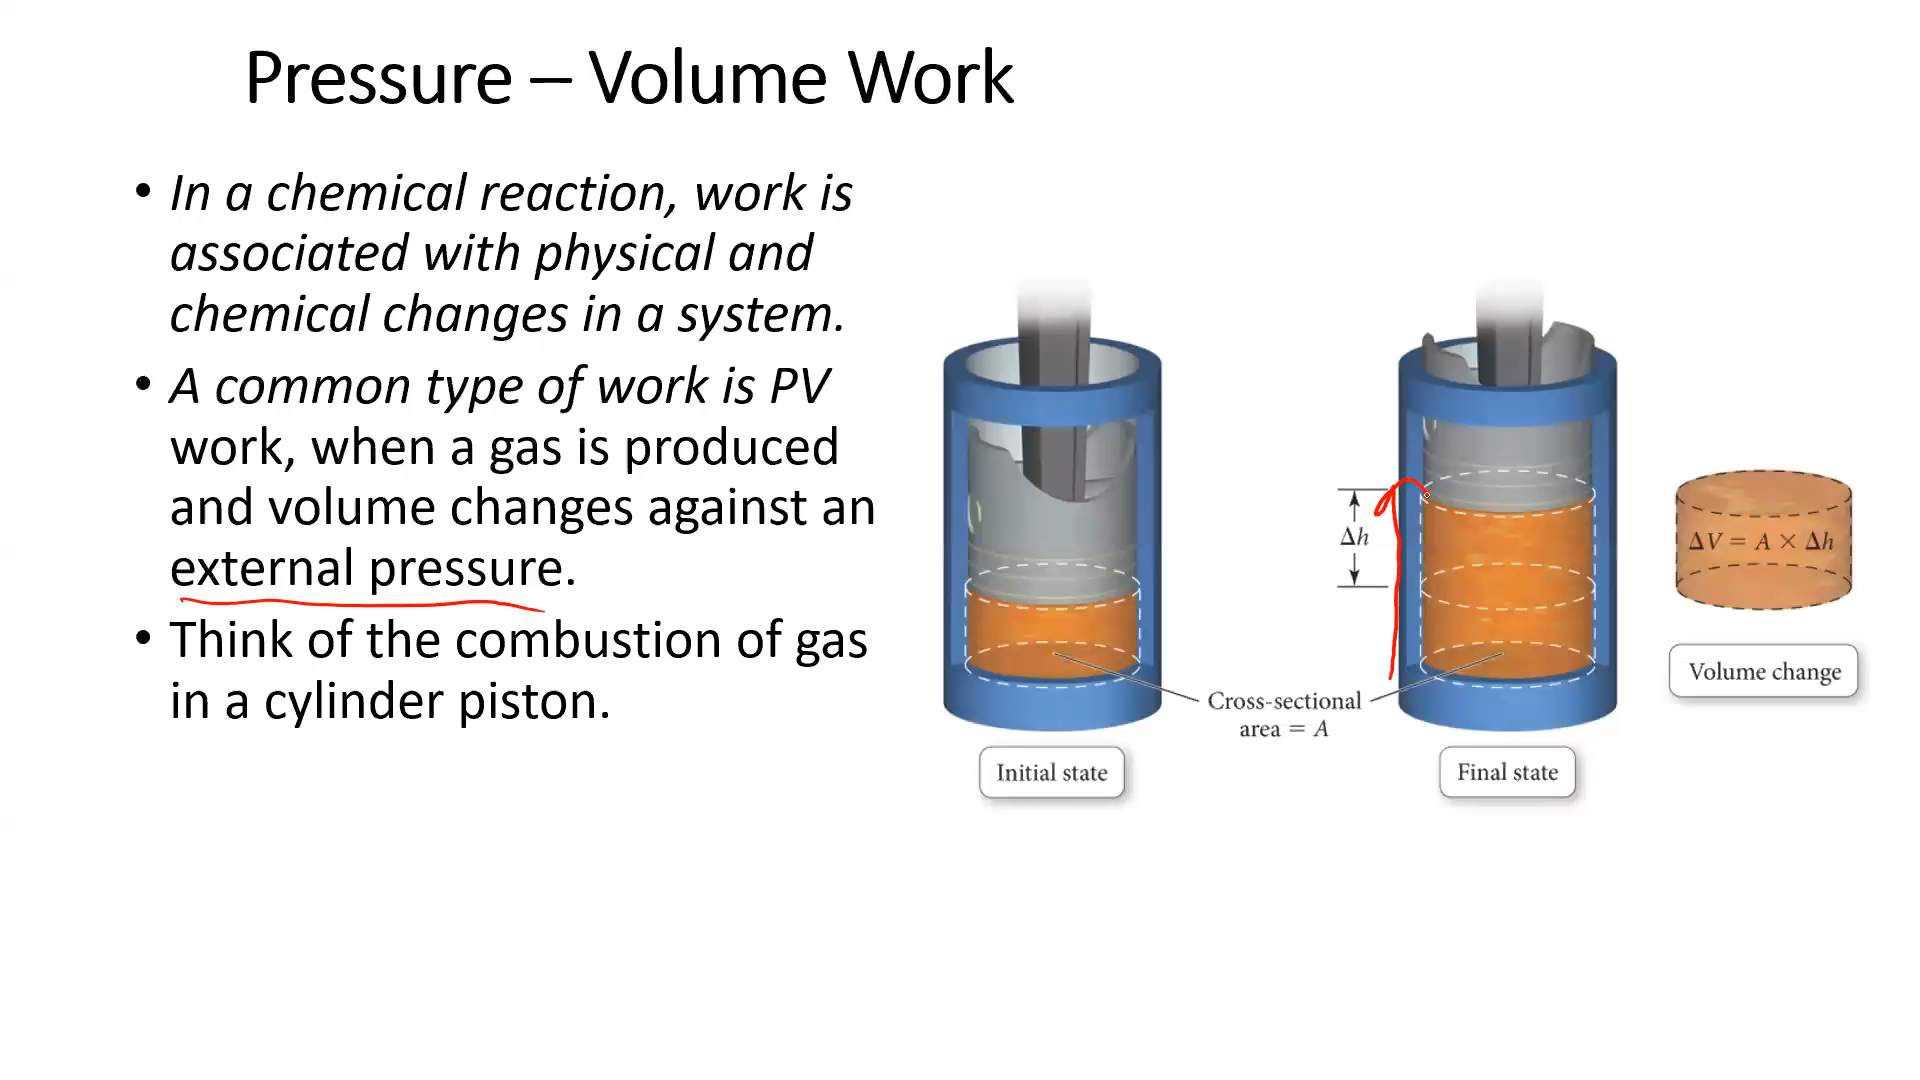 Pressure – Volume Work
• In a chemical reaction, work is
associated with physical and
chemical changes in a system.
• A common type of work is PV
work, when a gas is produced
and volume changes against an
external pressure.
• Think of the combustion of gas
in a cylinder piston.
Δh
ΔV = A × Δh
Cross-sectional
area = A
Volume change
Initial state
Final state